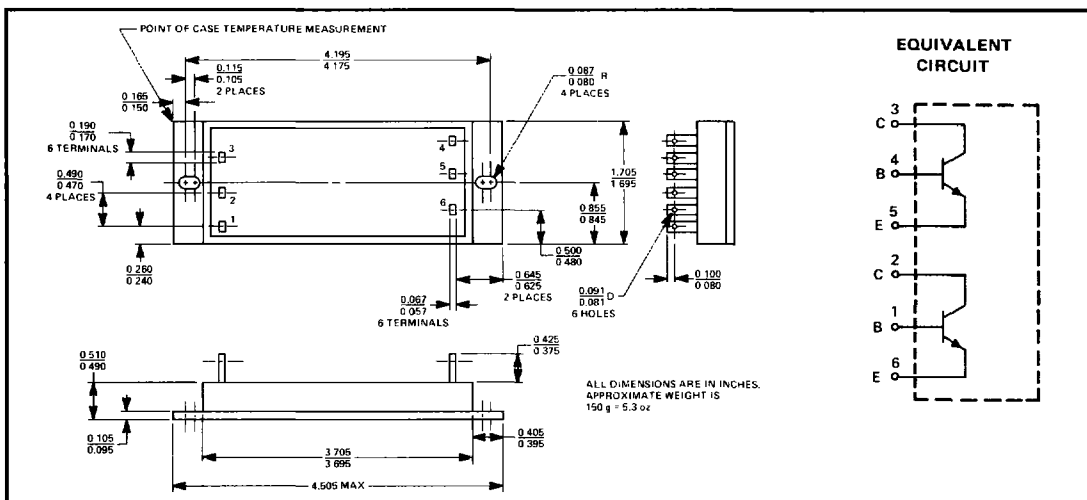 POINT OF CASE TEMPERATURE MEASUREMENT
4.195
4.175
0.115
0.105
2 PLACES
0.087
0.080 R
4 PLACES
0.165
0.150
0.190
0.170
6 TERMINALS
0.490
0.470
4 PLACES
3
2
1
4
5
6
1.705
1.695
0.855
0.845
0.500
0.480
0.260
0.240
0.645
0.625
2 PLACES
0.067
0.057
6 TERMINALS
0.091
0.081 D
6 HOLES
0.100
0.080
0.425
0.375
0.510
0.490
0.105
0.095
3.705
3.695
4.505 MAX
0.405
0.395
ALL DIMENSIONS ARE IN INCHES.
APPROXIMATE WEIGHT IS
150 g = 5.3 oz
EQUIVALENT
CIRCUIT
3
C
4
B
5
E
2
C
1
B
6
E